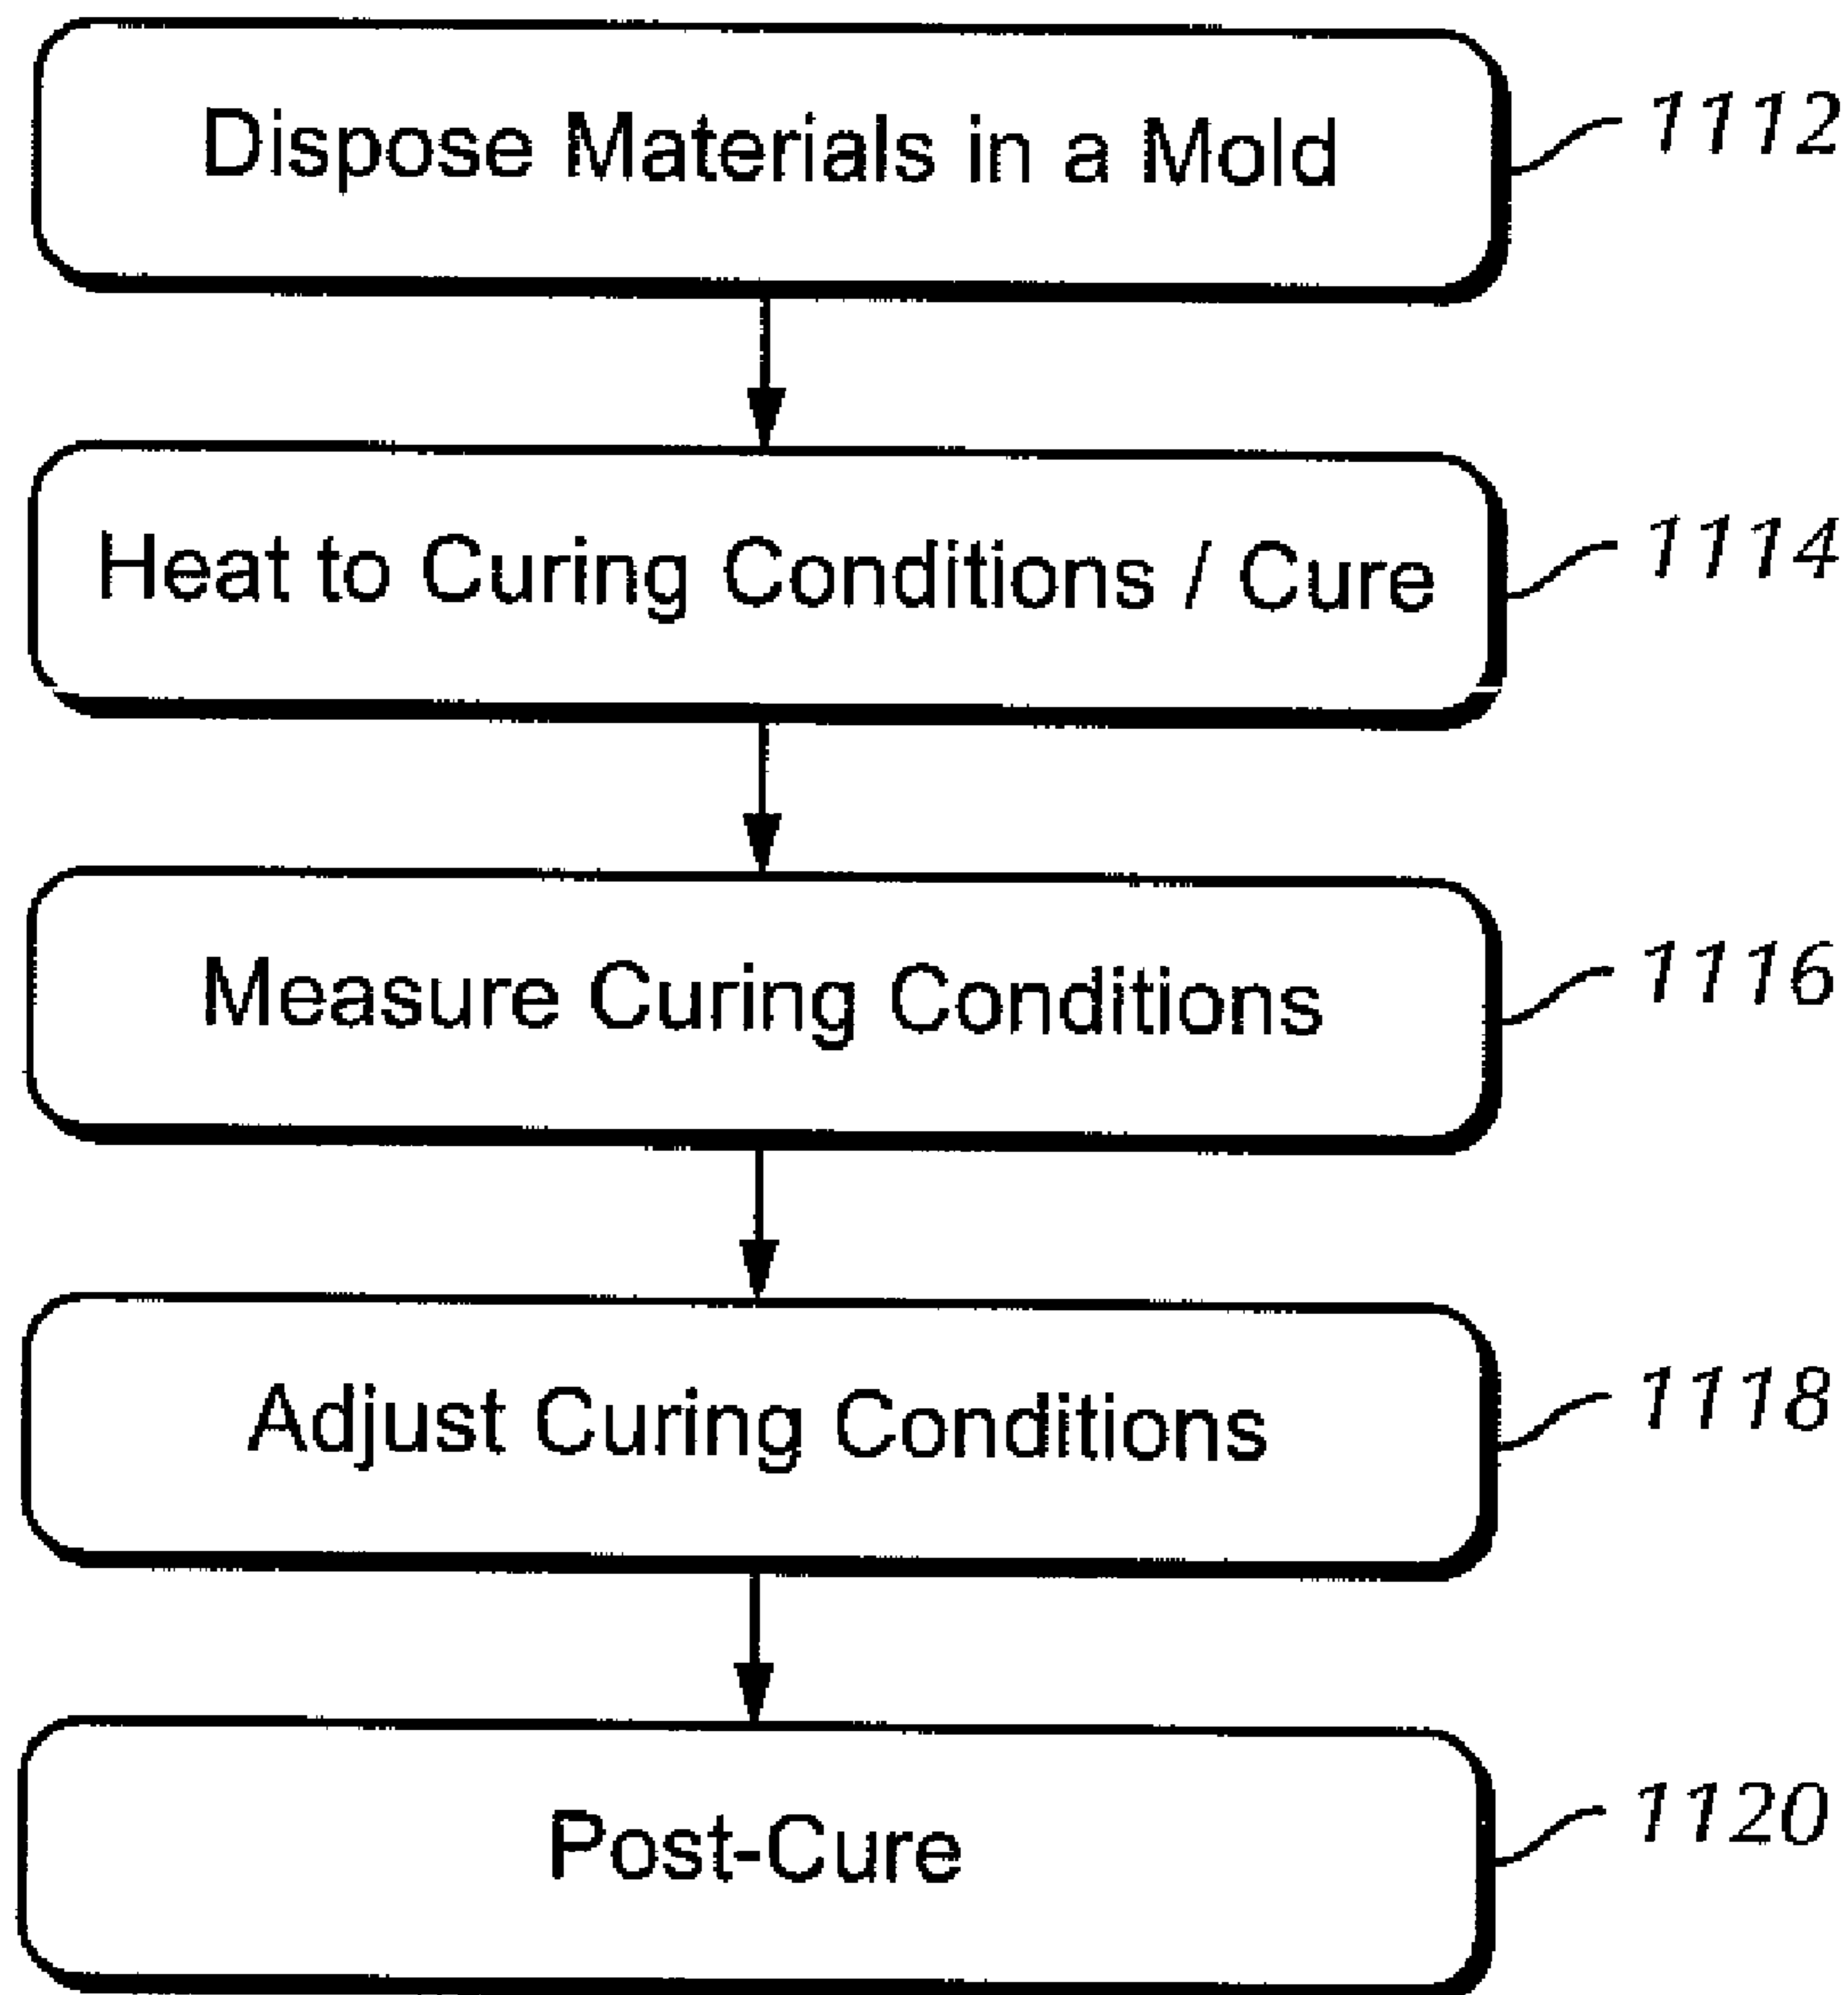 Dispose Materials in a Mold 1112
Heat to Curing Conditions / Cure 1114
Measure Curing Conditions 1116
Adjust Curing Conditions 1118
Post-Cure 1120